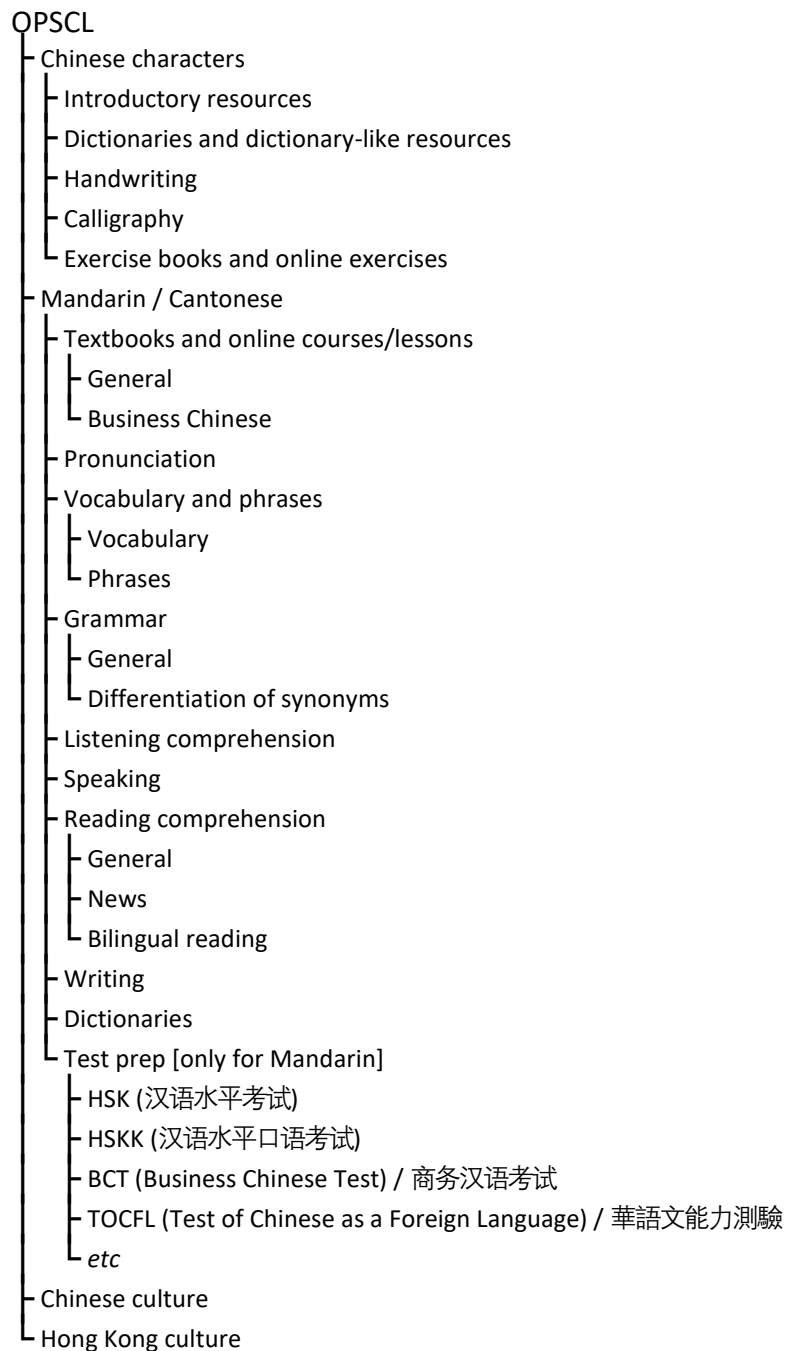 OPSCL
Chinese characters
Introductory resources
Dictionaries and dictionary-like resources
Handwriting
Calligraphy
Exercise books and online exercises
Mandarin / Cantonese
Textbooks and online courses/lessons
General
Business Chinese
Pronunciation
Vocabulary and phrases
Vocabulary
Phrases
Grammar
General
Differentiation of synonyms
Listening comprehension
Speaking
Reading comprehension
General
News
Bilingual reading
Writing
Dictionaries
Test prep [only for Mandarin]
HSK (汉语水平考试)
HSKK (汉语水平口语考试)
BCT (Business Chinese Test) / 商务汉语考试
TOCFL (Test of Chinese as a Foreign Language) / 華語文能力測驗
etc
Chinese culture
Hong Kong culture